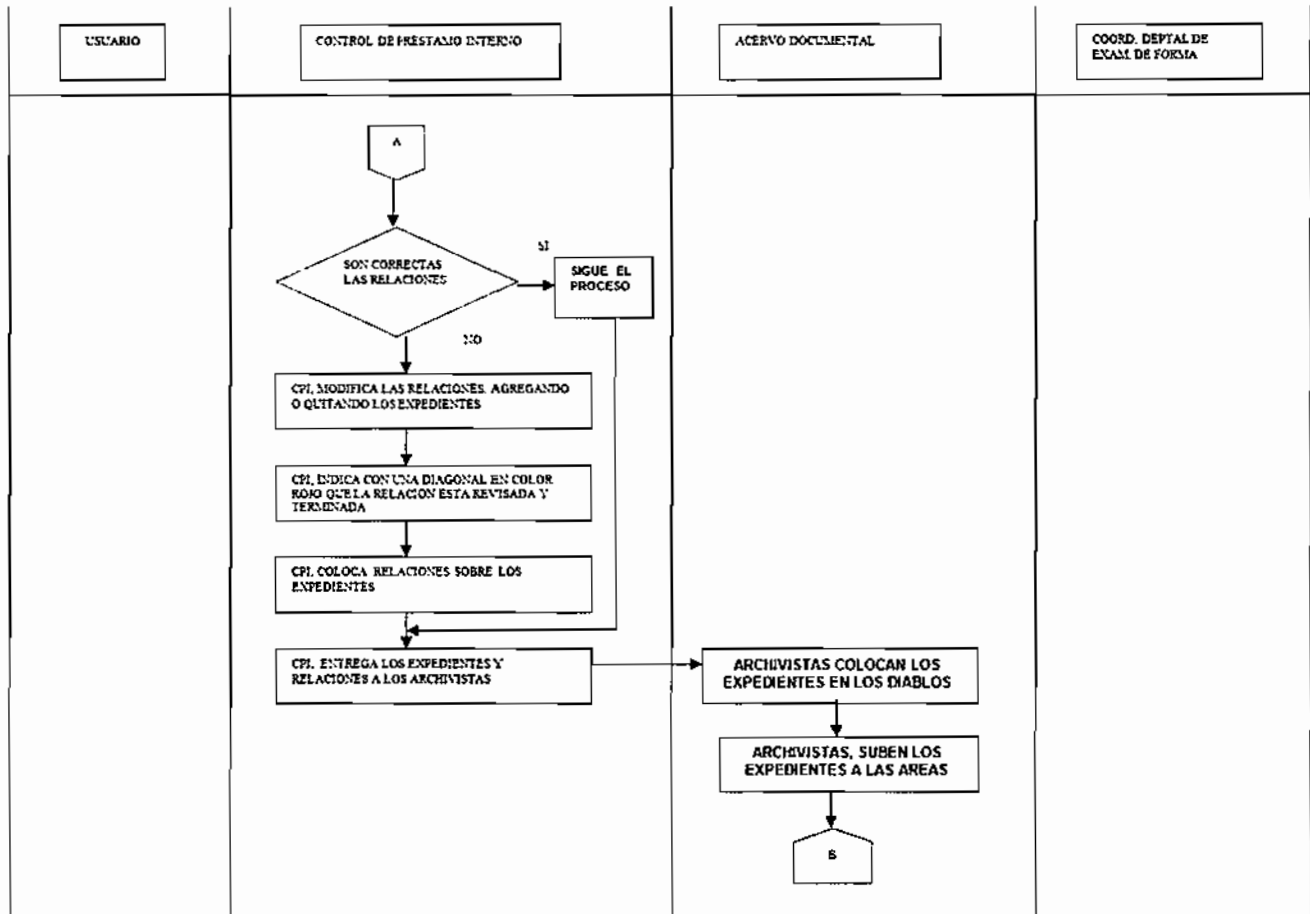 USUARIO
CONTROL DE PRESTAMO INTERNO
ACERVO DOCUMENTAL
COORD. DEPTAL DE
EXAM. DE FORMA
A
SON CORRECTAS
LAS RELACIONES
SI
SIGUE EL
PROCESO
NO
CPI, MODIFICA LAS RELACIONES, AGREGANDO
O QUITANDO LOS EXPEDIENTES
CPI, INDICA CON UNA DIAGONAL EN COLOR
ROJO QUE LA RELACION ESTA REVISADA Y
TERMINADA
CPI, COLOCA RELACIONES SOBRE LOS
EXPEDIENTES
CPI, ENTREGA LOS EXPEDIENTES Y
RELACIONES A LOS ARCHIVISTAS
ARCHIVISTAS COLOCAN LOS
EXPEDIENTES EN LOS DIABLOS
ARCHIVISTAS, SUBEN LOS
EXPEDIENTES A LAS AREAS
B